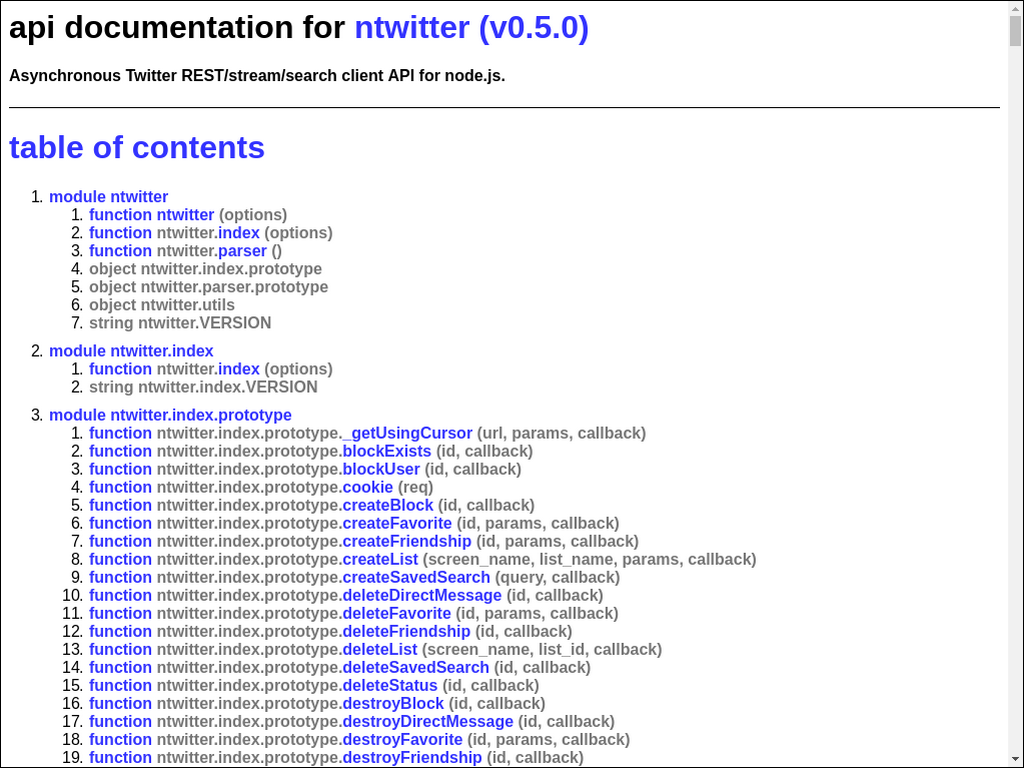 api documentation for ntwitter (v0.5.0)
Asynchronous Twitter REST/stream/search client API for node.js.
table of contents
1. module ntwitter
1. function ntwitter (options)
2. function ntwitter.index (options)
3. function ntwitter.parser ()
4. object ntwitter.index.prototype
5. object ntwitter.parser.prototype
6. object ntwitter.utils
7. string ntwitter.VERSION
2. module ntwitter.index
1. function ntwitter.index (options)
2. string ntwitter.index.VERSION
3. module ntwitter.index.prototype
1. function ntwitter.index.prototype._getUsingCursor (url, params, callback)
2. function ntwitter.index.prototype.blockExists (id, callback)
3. function ntwitter.index.prototype.blockUser (id, callback)
4. function ntwitter.index.prototype.cookie (req)
5. function ntwitter.index.prototype.createBlock (id, callback)
6. function ntwitter.index.prototype.createFavorite (id, params, callback)
7. function ntwitter.index.prototype.createFriendship (id, params, callback)
8. function ntwitter.index.prototype.createList (screen_name, list_name, params, callback)
9. function ntwitter.index.prototype.createSavedSearch (query, callback)
10. function ntwitter.index.prototype.deleteDirectMessage (id, callback)
11. function ntwitter.index.prototype.deleteFavorite (id, params, callback)
12. function ntwitter.index.prototype.deleteFriendship (id, callback)
13. function ntwitter.index.prototype.deleteList (screen_name, list_id, callback)
14. function ntwitter.index.prototype.deleteSavedSearch (id, callback)
15. function ntwitter.index.prototype.deleteStatus (id, callback)
16. function ntwitter.index.prototype.destroyBlock (id, callback)
17. function ntwitter.index.prototype.destroyDirectMessage (id, callback)
18. function ntwitter.index.prototype.destroyFavorite (id, params, callback)
19. function ntwitter.index.prototype.destroyFriendship (id, callback)